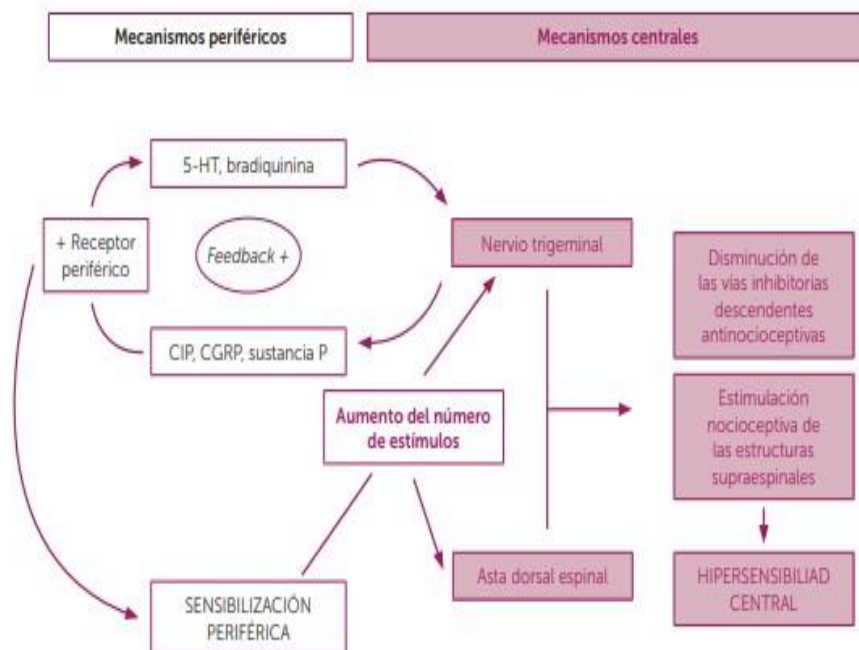 Mecanismos periféricos
Mecanismos centrales
5-HT, bradiquinina
+ Receptor
periférico
Feedback +
Nervio trigeminal
CIP, CGRP, sustancia P
Disminución de
las vías inhibitorias
descendentes
antinocioceptivas
Aumento del número
de estímulos
Estimulación
nocioceptiva de
las estructuras
supraespinales
SENSIBILIZACIÓN
PERIFÉRICA
Asta dorsal espinal
HIPERSENSIBILIAD
CENTRAL